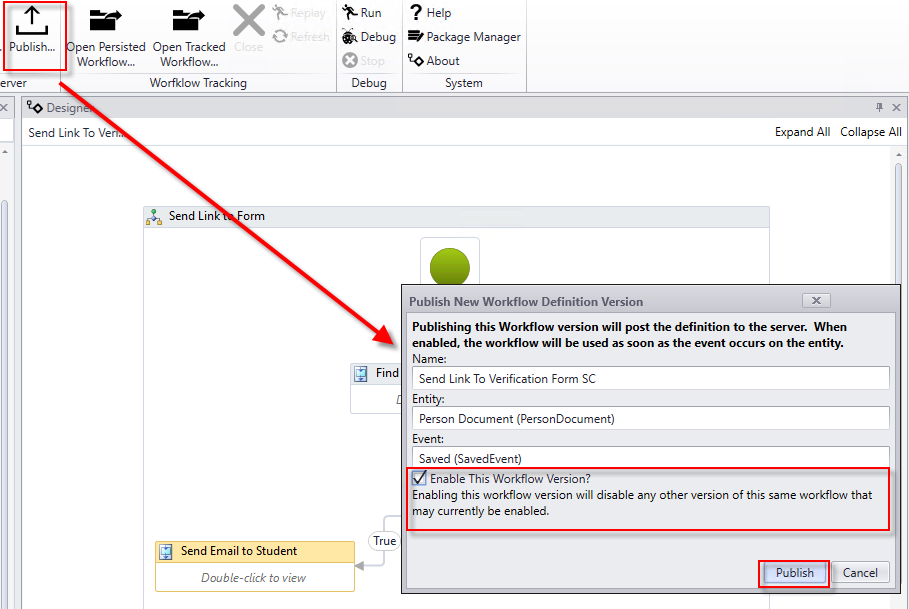 Publish...
Open Persisted
Workflow...
Open Tracked
Workflow...
Close
Replay
Refresh
Run
Debug
Stop
Help
Package Manager
About
Worfklow Tracking
Debug
System
Designer
Send Link To Veri...
Expand All Collapse All
Send Link to Form
Publish New Workflow Definition Version
Publishing this Workflow version will post the definition to the server. When
enabled, the workflow will be used as soon as the event occurs on the entity.
Name:
Send Link To Verification Form SC
Entity:
Person Document (PersonDocument)
Event:
Saved (SavedEvent)
Enable This Workflow Version?
Enabling this workflow version will disable any other version of this same workflow that
may currently be enabled.
Publish Cancel
Find
True
Send Email to Student
Double-click to view